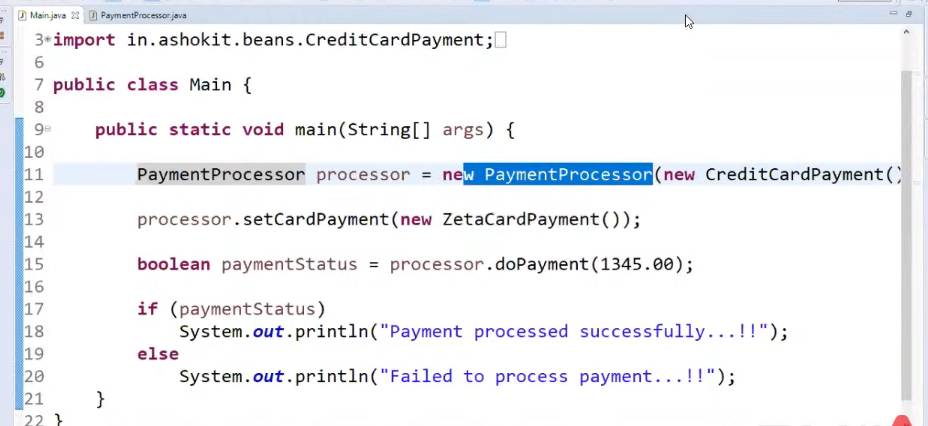 Main.java PaymentProcessor.java
3 import in.ashokit.beans.CreditCardPayment;
6
7 public class Main {
8
9 public static void main(String[] args) {
10
11 PaymentProcessor processor = new PaymentProcessor(new CreditCardPayment()
12
13 processor.setCardPayment(new ZetaCardPayment());
14
15 boolean paymentStatus = processor.doPayment(1345.00);
16
17 if (paymentStatus)
18 System.out.println("Payment processed successfully...!!");
19 else
20 System.out.println("Failed to process payment...!!");
21 }
22 }